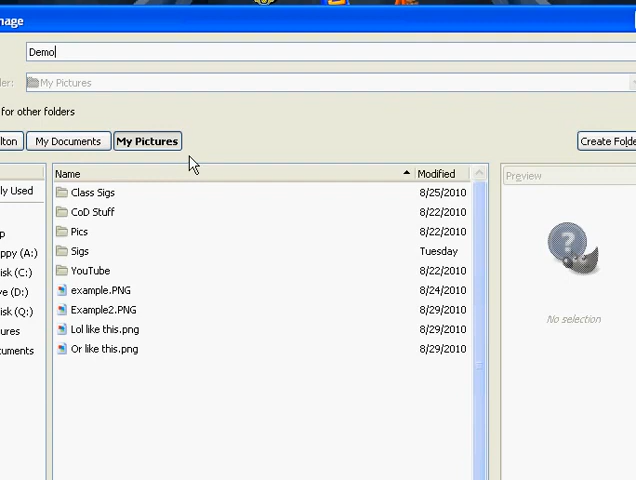 nage
Demo
der: My Pictures
for other folders
lton My Documents My Pictures Create Folde
Name Modified Preview
ly Used
Class Sigs 8/25/2010
CoD Stuff 8/22/2010
p
Pics 8/22/2010
ppy (A:)
Sigs Tuesday
isk (C:)
YouTube 8/22/2010
ve (D:)
example.PNG 8/24/2010
isk (Q:)
Example2.PNG 8/29/2010
No selection
ures
Lol like this.png 8/29/2010
cuments
Or like this.png 8/29/2010